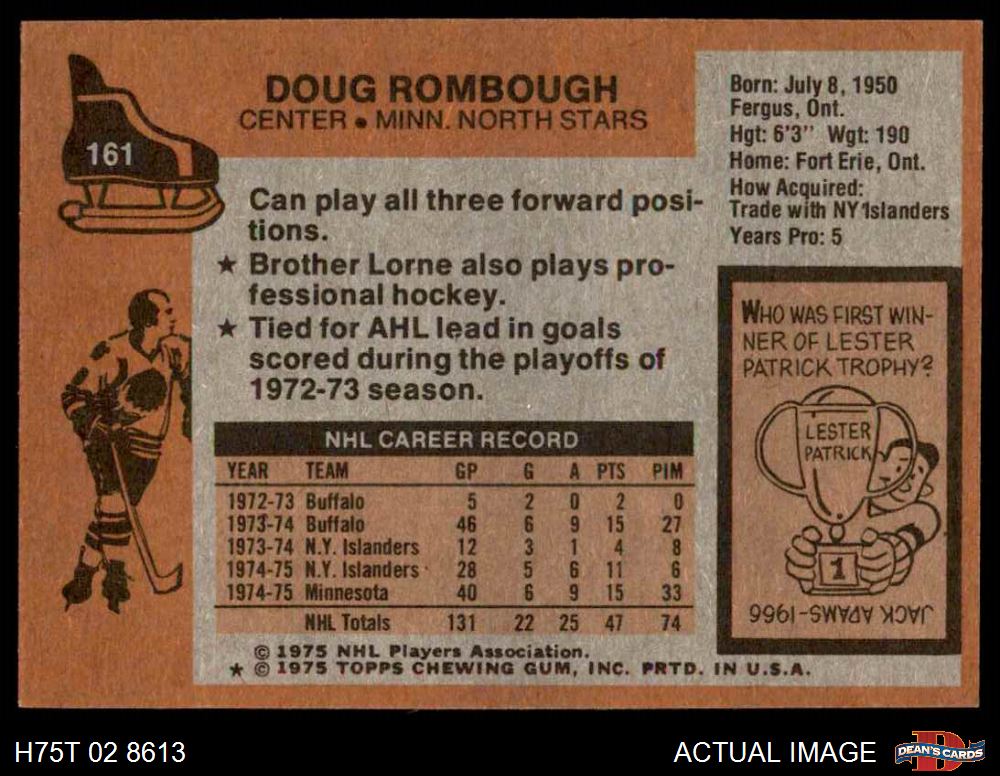 161
DOUG ROMBOUGH
CENTER • MINN. NORTH STARS
Born: July 8, 1950
Fergus, Ont.
Hgt: 6'3" Wgt: 190
Home: Fort Erie, Ont.
How Acquired:
Trade with NY Islanders
Years Pro: 5
Can play all three forward posi-
tions.
★ Brother Lorne also plays pro-
fessional hockey.
★ Tied for AHL lead in goals
scored during the playoffs of
1972-73 season.
NHL CAREER RECORD
YEAR TEAM GP G A PTS PIM
1972-73 Buffalo 5 2 0 2 0
1973-74 Buffalo 46 6 9 15 27
1973-74 N.Y. Islanders 12 3 1 4 8
1974-75 N.Y. Islanders 28 5 6 11 6
1974-75 Minnesota 40 6 9 15 33
NHL Totals 131 22 25 47 74
© 1975 NHL Players Association.
★ © 1975 TOPPS CHEWING GUM, INC. PRTD. IN U.S.A.
WHO WAS FIRST WIN-
NER OF LESTER
PATRICK TROPHY?
LESTER
PATRICK
1
JACK ADAMS-1966
H75T 02 8613
ACTUAL IMAGE
D
DEAN'S CARDS